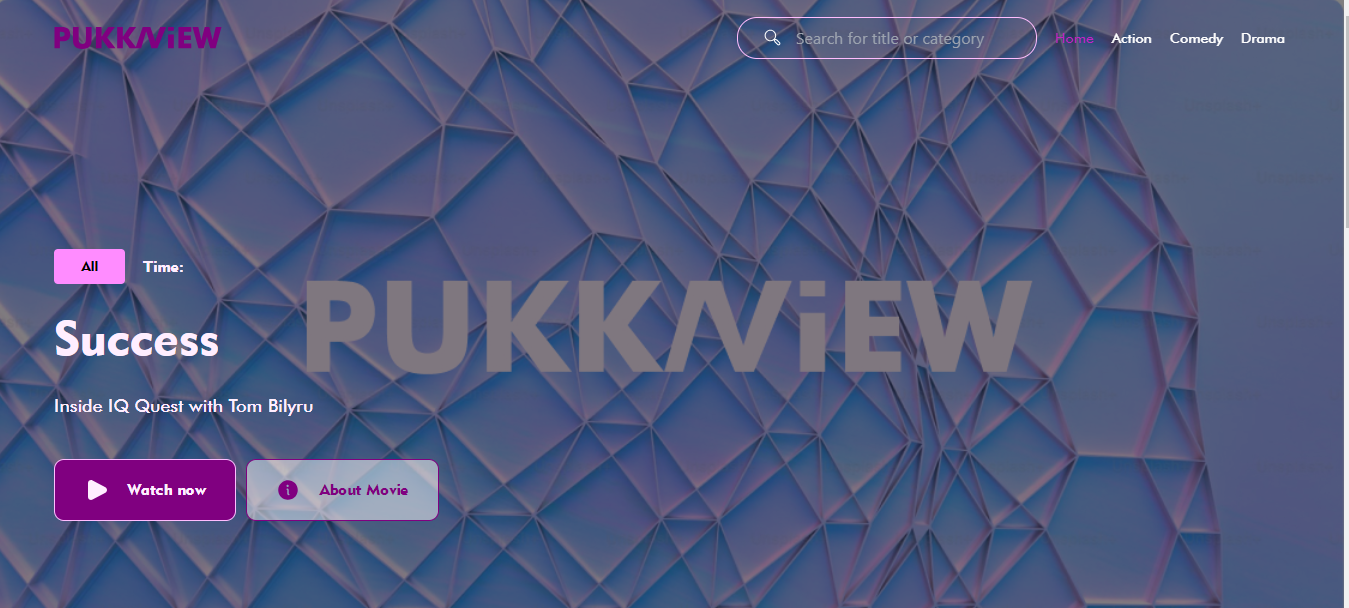 PUKKAViEW
Search for title or category
Home Action Comedy Drama
All Time:
PUKKAViEW
Success
Inside IQ Quest with Tom Bilyru
Watch now About Movie